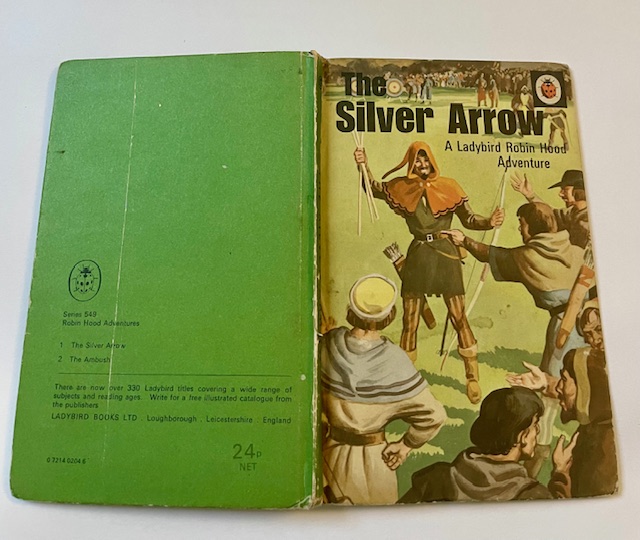 The
Silver Arrow
A Ladybird Robin Hood
Adventure
Series 549
Robin Hood Adventures
1 The Silver Arrow
2 The Ambush
There are now over 330 Ladybird titles covering a wide range of
subjects and reading ages. Write for a free illustrated catalogue from
the publishers
LADYBIRD BOOKS LTD . Loughborough . Leicestershire . England
24p
NET
0 7214 0204 6